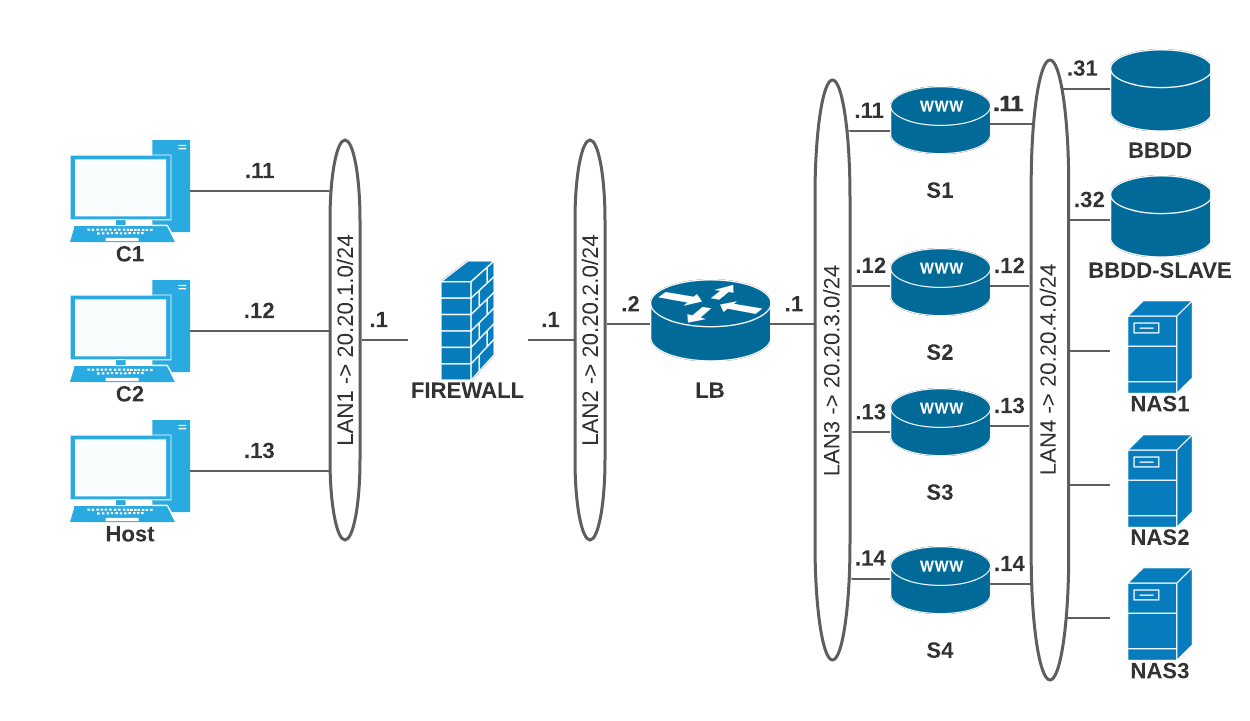 .11
C1
.12
C2
.13
Host
LAN1 -> 20.20.1.0/24
.1
FIREWALL
.1
LAN2 -> 20.20.2.0/24
.2
LB
.1
LAN3 -> 20.20.3.0/24
.11
WWW
.11
S1
.12
WWW
.12
S2
.13
WWW
.13
S3
.14
WWW
.14
S4
LAN4 -> 20.20.4.0/24
.31
BBDD
.32
BBDD-SLAVE
NAS1
NAS2
NAS3